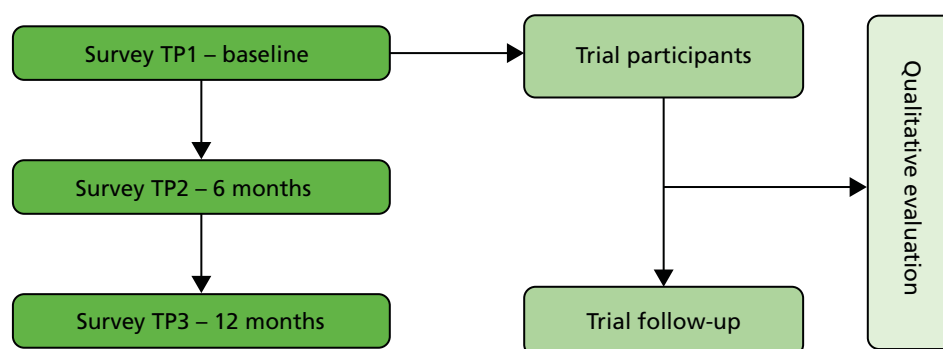 Survey TP1 – baseline
Survey TP2 – 6 months
Survey TP3 – 12 months
Trial participants
Trial follow-up
Qualitative evaluation